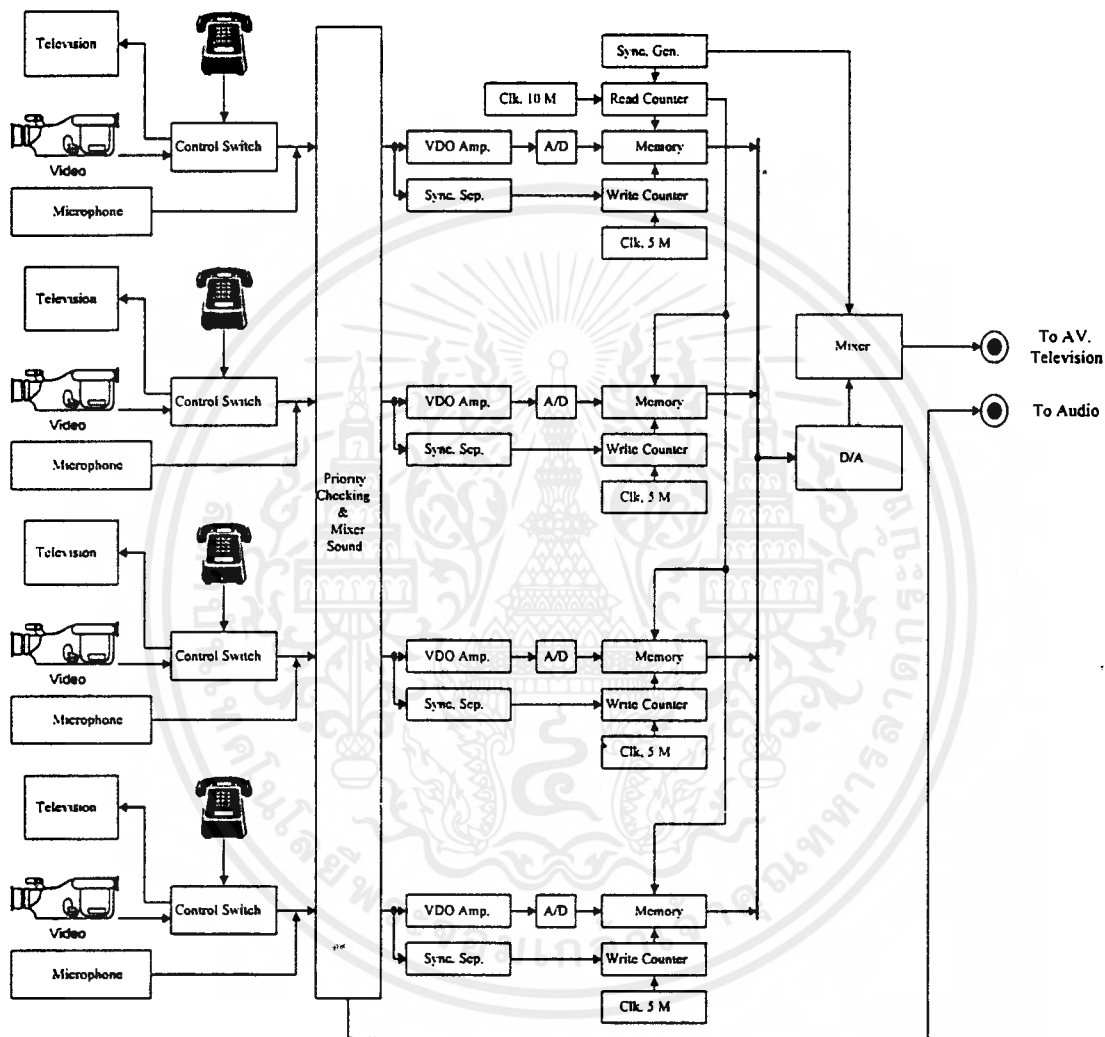 Television
Control Switch
Video
Microphone
Television
Control Switch
Video
Microphone
Television
Control Switch
Video
Microphone
Television
Control Switch
Video
Microphone
Priority
Checking
&
Mixer
Sound
Sync. Gen.
Clk. 10 M
Read Counter
VDO Amp.
A/D
Memory
Sync. Sep.
Write Counter
Clk. 5 M
VDO Amp.
A/D
Memory
Sync. Sep.
Write Counter
Clk. 5 M
VDO Amp.
A/D
Memory
Sync. Sep.
Write Counter
Clk. 5 M
VDO Amp.
A/D
Memory
Sync. Sep.
Write Counter
Clk. 5 M
Mixer
D/A
To AV.
Television
To Audio